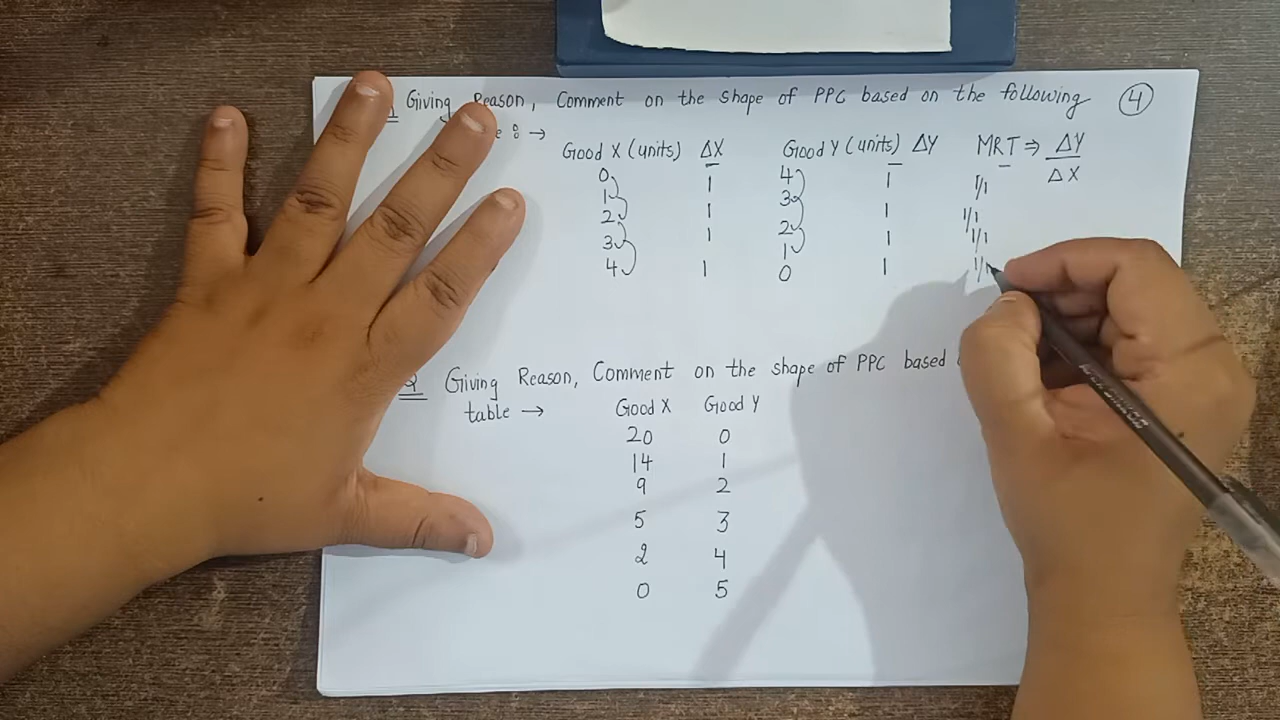 Giving Reason, Comment on the shape of PPC based on the following ④
: →
Good X (units) ΔX Good Y (units) ΔY MRT ⇒ ΔY/ΔX
0 4
1 1 3 1 1/1
2 1 2 1 1/1
3 1 1 1 1/1
4 1 0 1 1/1
Q Giving Reason, Comment on the shape of PPC based
table →
Good X Good Y
20 0
14 1
9 2
5 3
2 4
0 5